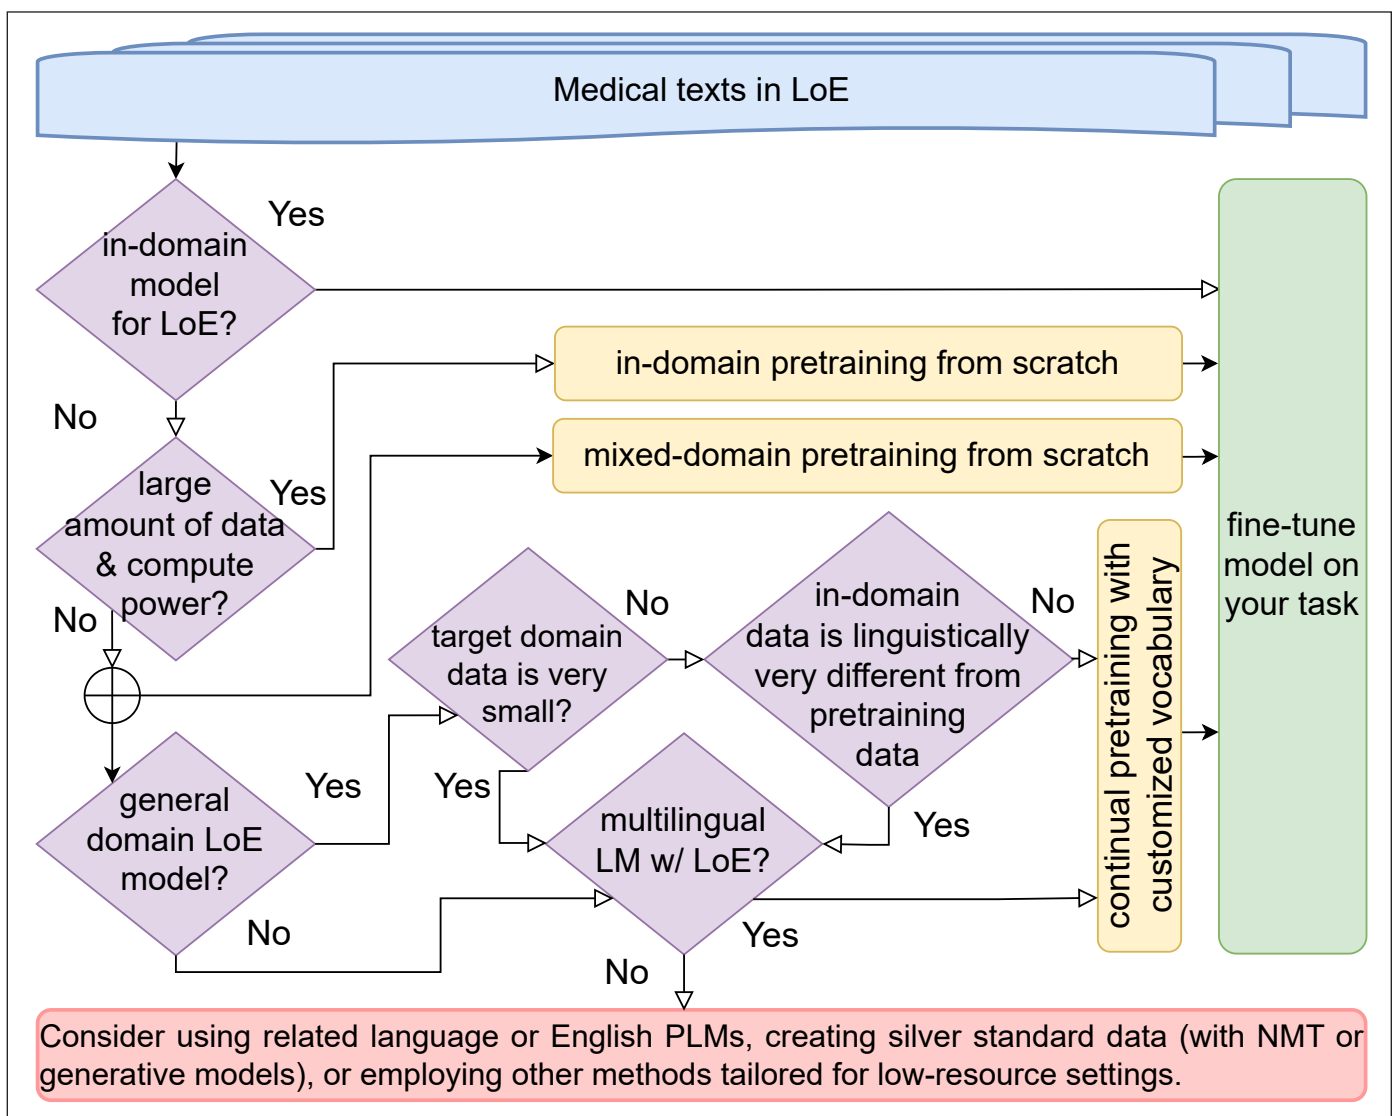 Medical texts in LoE
Yes
in-domain
model
for LoE?
in-domain pretraining from scratch
No
mixed-domain pretraining from scratch
large
amount of data
& compute
power?
Yes
No
target domain
data is very
small?
No
in-domain
data is linguistically
very different from
pretraining
data
No
continual pretraining with
customized vocabulary
fine-tune
model on
your task
general
domain LoE
model?
Yes
Yes
multilingual
LM w/ LoE?
Yes
No
Yes
No
Consider using related language or English PLMs, creating silver standard data (with NMT or
generative models), or employing other methods tailored for low-resource settings.